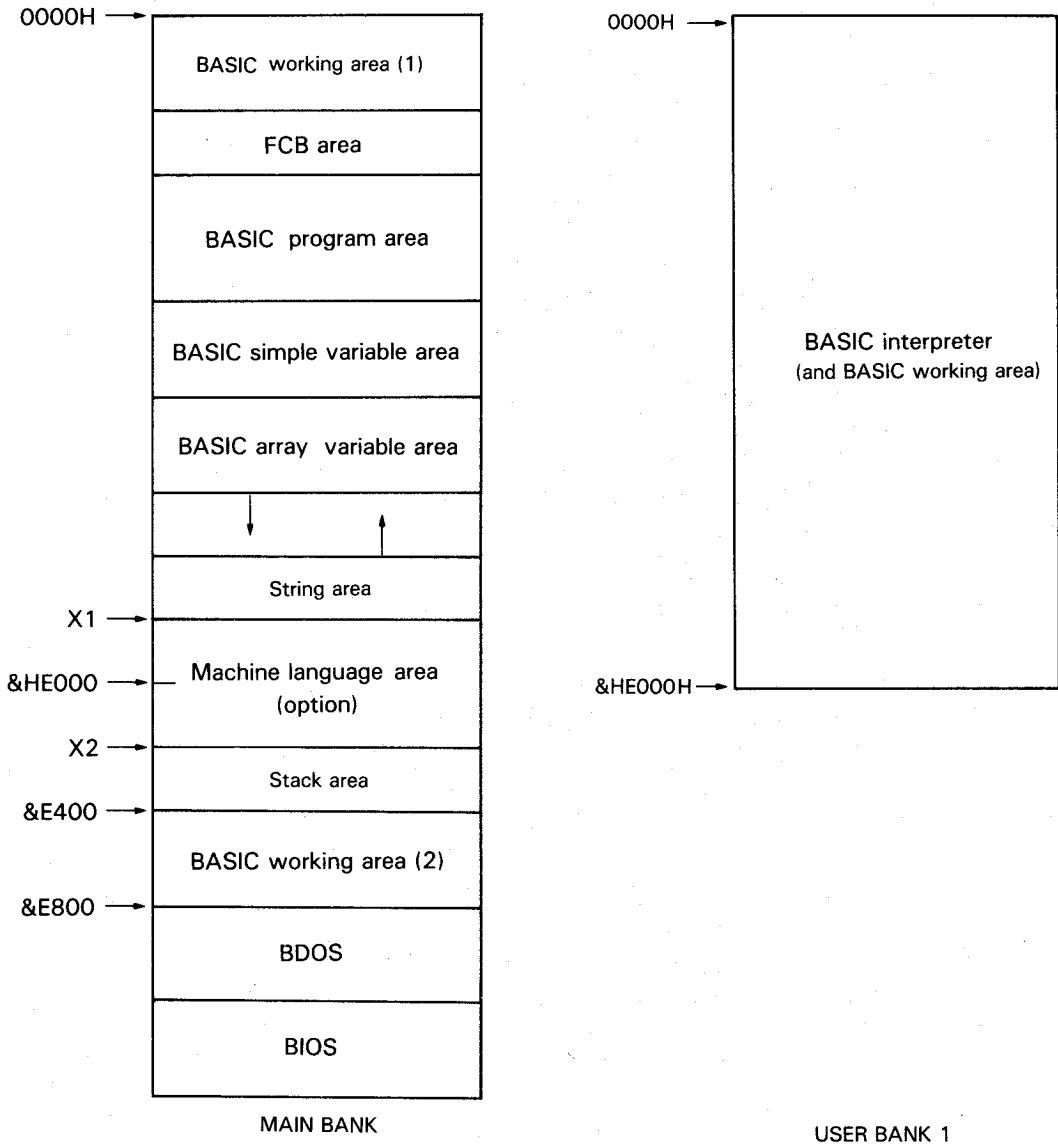 0000H
BASIC working area (1)
FCB area
BASIC program area
BASIC simple variable area
BASIC array variable area
String area
X1
Machine language area
&HE000
(option)
X2
Stack area
&E400
BASIC working area (2)
&E800
BDOS
BIOS
MAIN BANK
0000H
BASIC interpreter
(and BASIC working area)
&HE000H
USER BANK 1